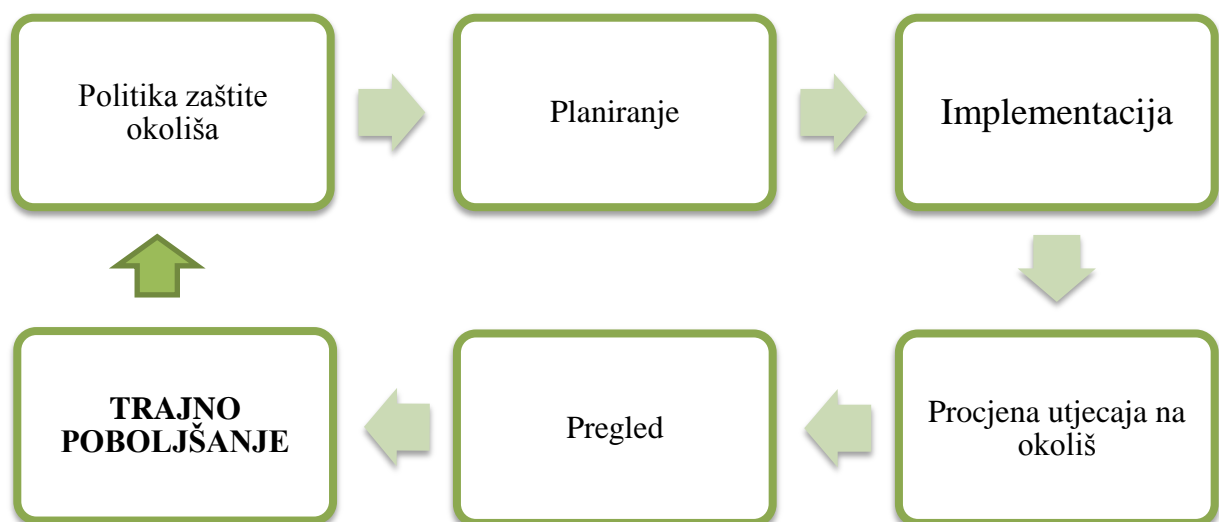 Politika zaštite
okoliša
Planiranje
Implementacija
Procjena utjecaja na
okoliš
Pregled
TRAJNO
POBOLJŠANJE